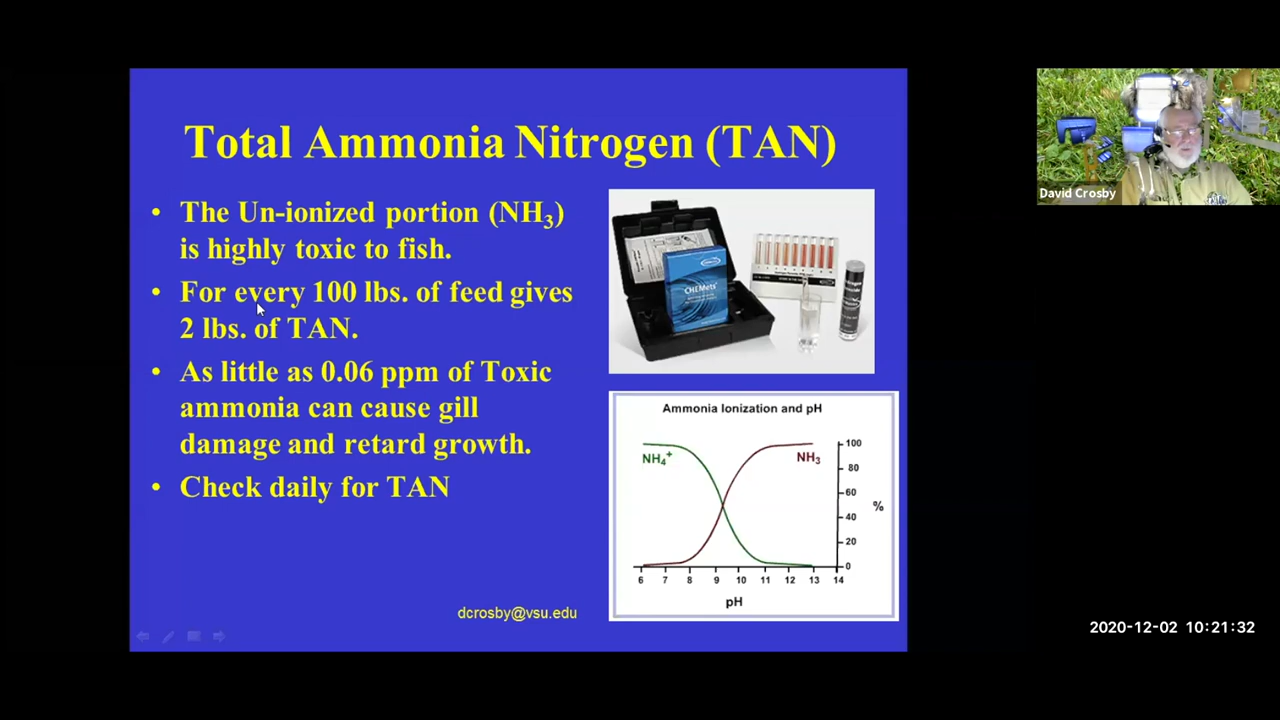 Total Ammonia Nitrogen (TAN)
• The Un-ionized portion (NH₃)
is highly toxic to fish.
• For every 100 lbs. of feed gives
2 lbs. of TAN.
• As little as 0.06 ppm of Toxic
ammonia can cause gill
damage and retard growth.
• Check daily for TAN
dcrosby@vsu.edu
CHEMets
Ammonia Ionization and pH
NH₄⁺
NH₃
100
80
60
40
20
0
%
6 7 8 9 10 11 12 13 14
pH
David Crosby
2020-12-02 10:21:32